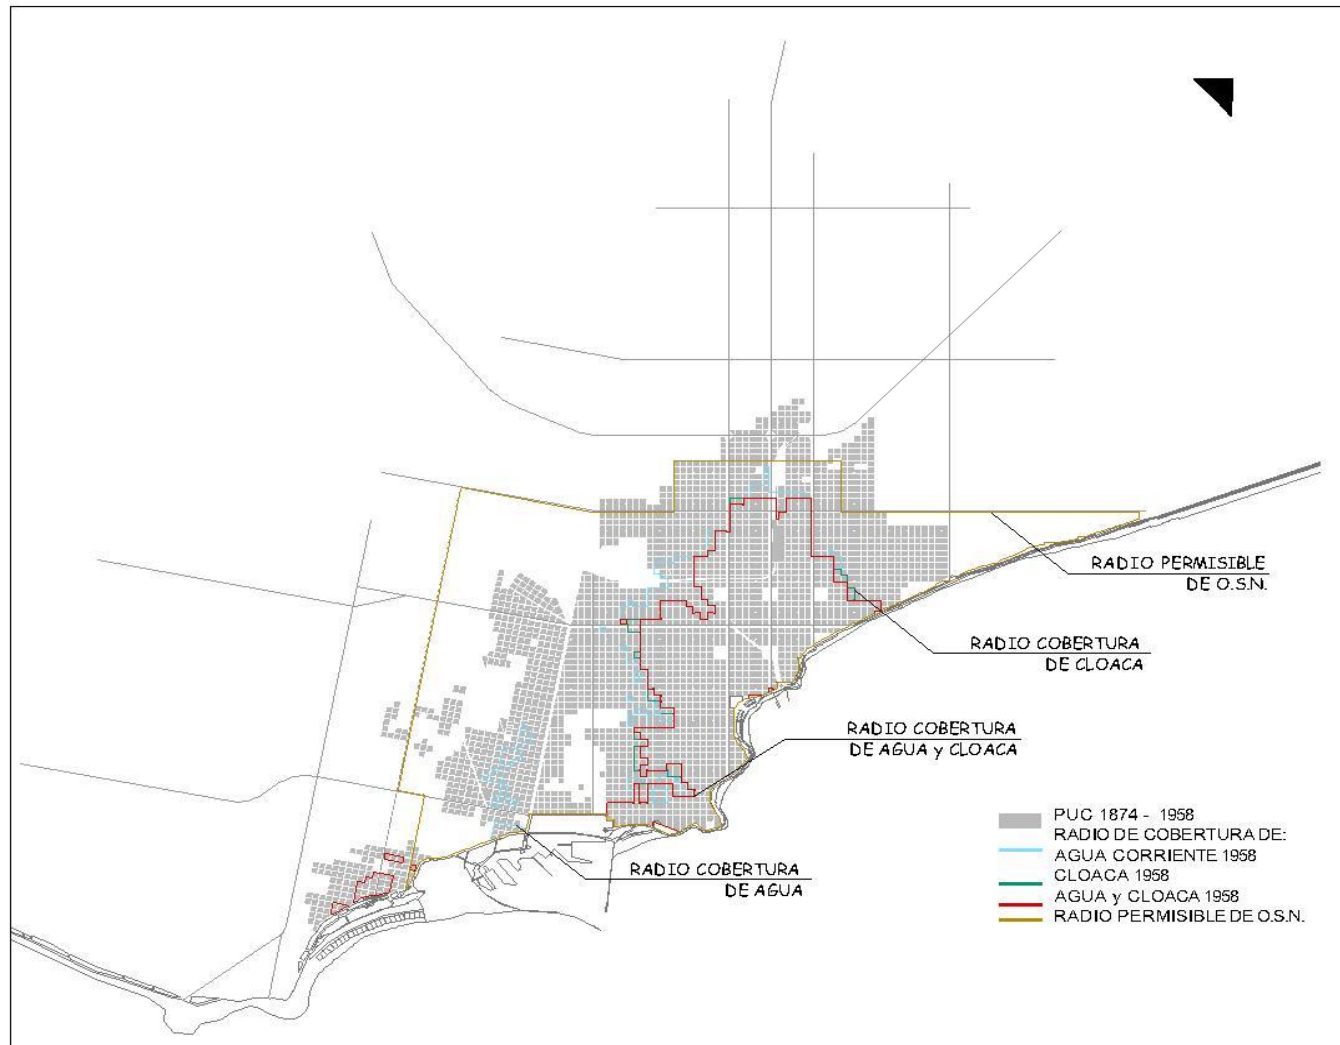 RADIO PERMISIBLE
DE O.S.N.
RADIO COBERTURA
DE CLOACA
RADIO COBERTURA
DE AGUA y CLOACA
RADIO COBERTURA
DE AGUA
PUC 1874 - 1958
RADIO DE COBERTURA DE:
AGUA CORRIENTE 1958
CLOACA 1958
AGUA y CLOACA 1958
RADIO PERMISIBLE DE O.S.N.